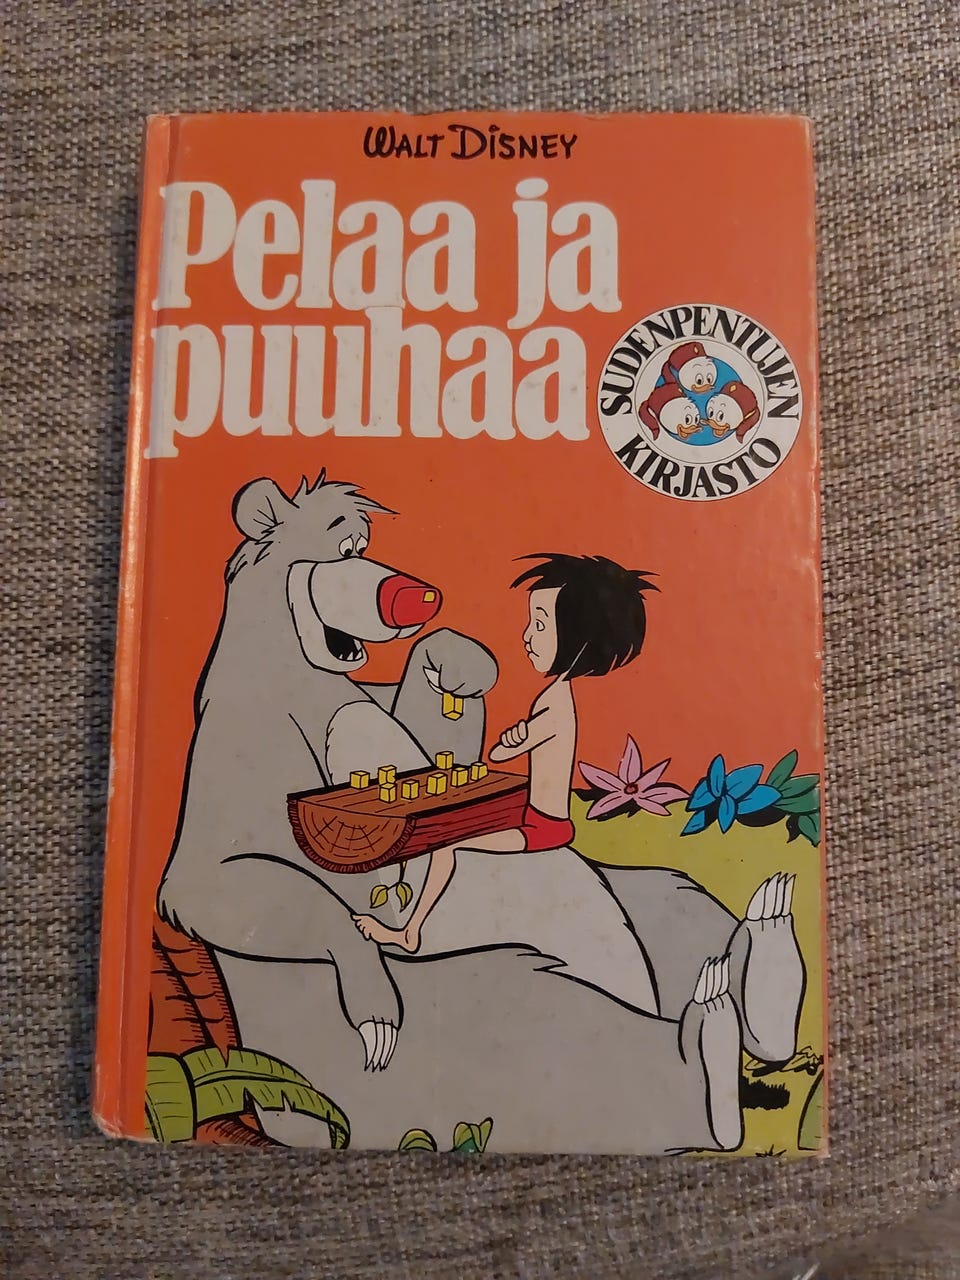 WALT DISNEY
Pelaa ja
puuhaa
SUDENPENTUJEN
KIRJASTO